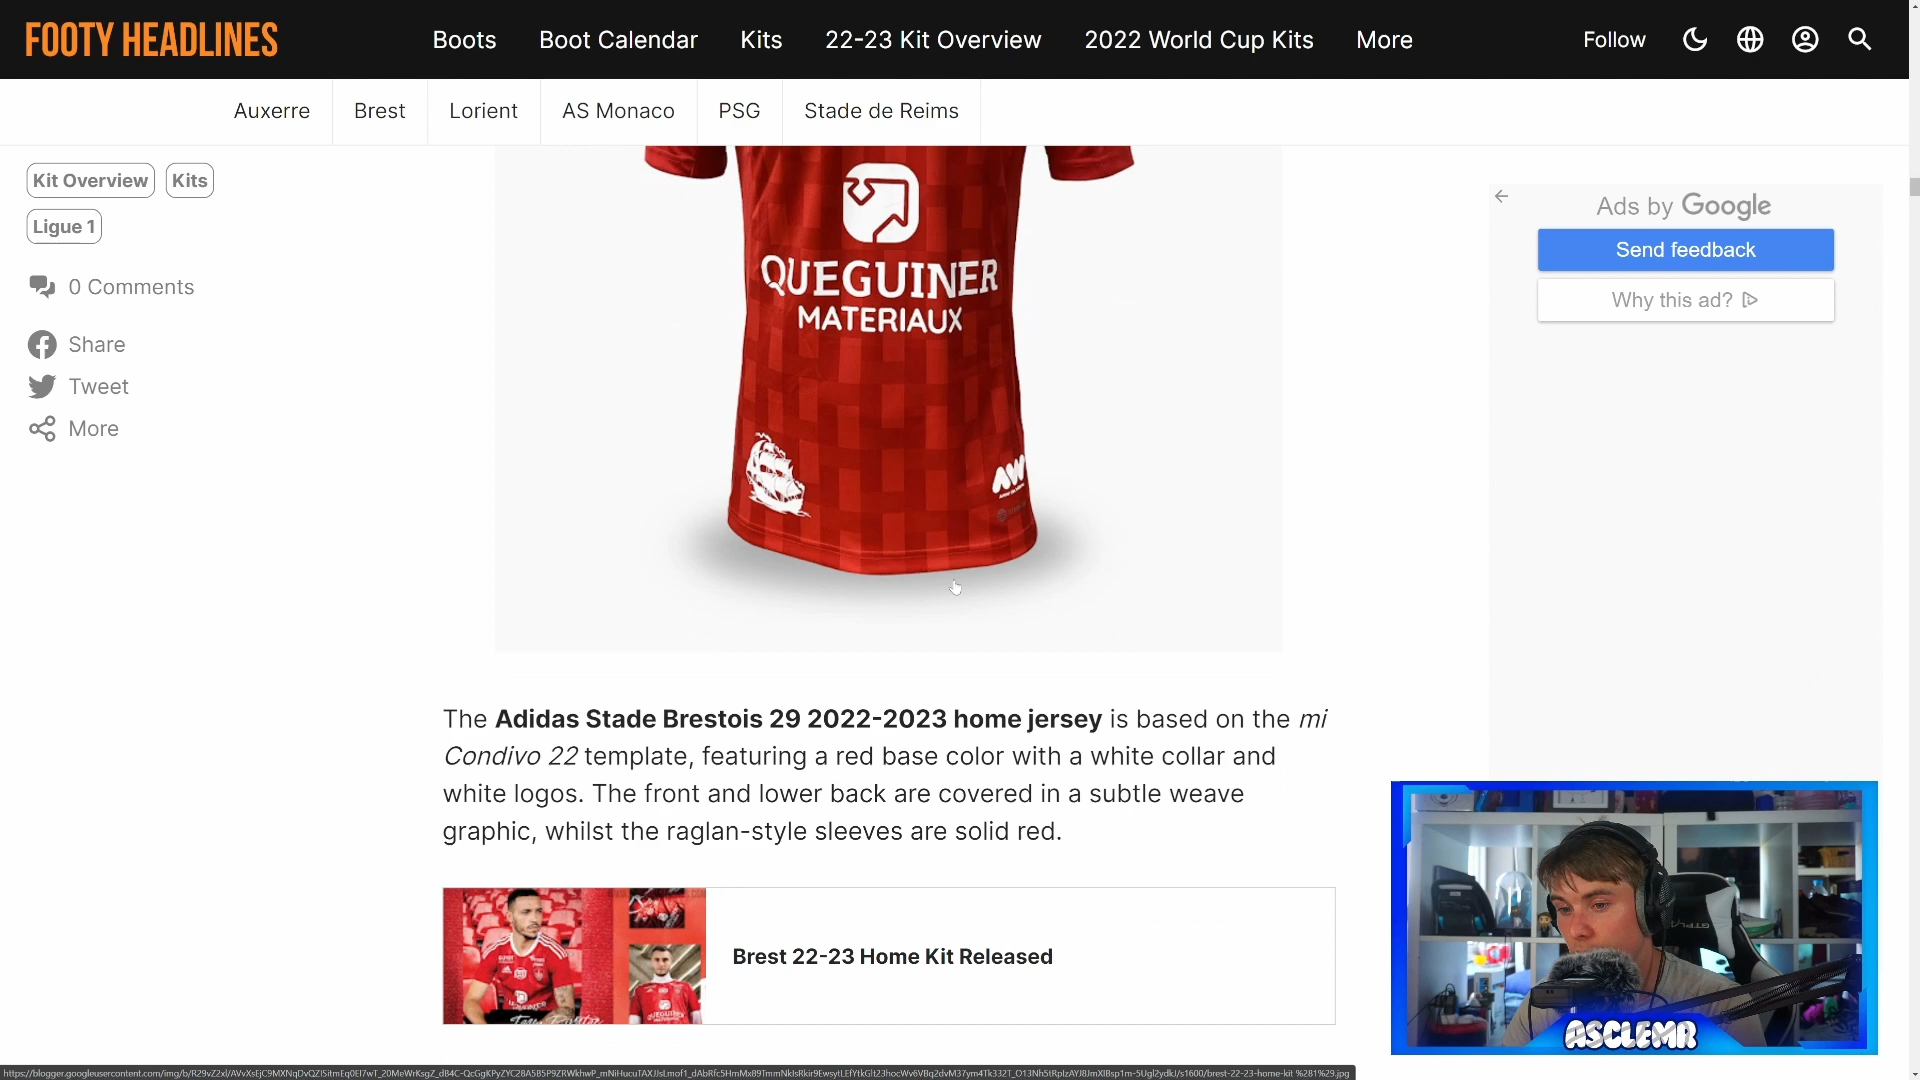 FOOTY HEADLINES
Boots
Boot Calendar
Kits
22-23 Kit Overview
2022 World Cup Kits
More
Follow
Auxerre
Brest
Lorient
AS Monaco
PSG
Stade de Reims
Kit Overview
Kits
Ligue 1
0 Comments
Share
Tweet
More
QUEGUINER
MATERIAUX
AW
Ads by Google
Send feedback
Why this ad?
The Adidas Stade Brestois 29 2022-2023 home jersey is based on the mi
Condivo 22 template, featuring a red base color with a white collar and
white logos. The front and lower back are covered in a subtle weave
graphic, whilst the raglan-style sleeves are solid red.
Brest 22-23 Home Kit Released
ASCLEMR